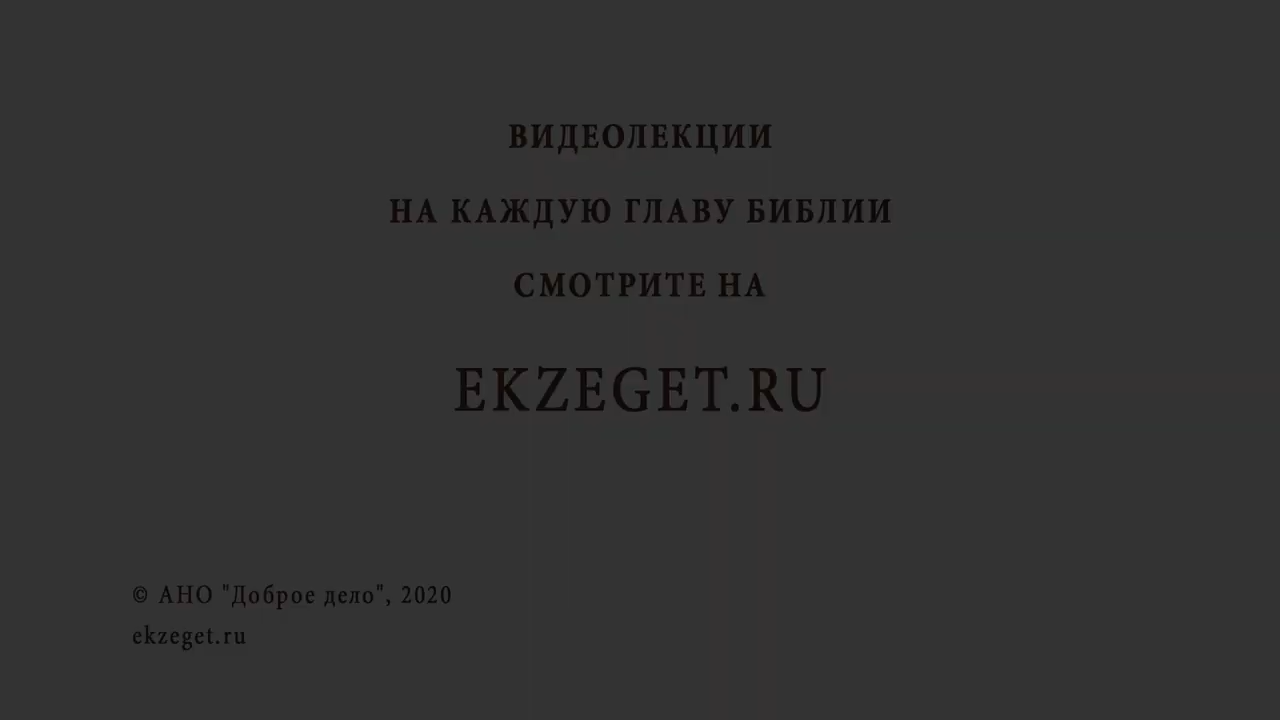 ВИДЕОЛЕКЦИИ
НА КАЖДУЮ ГЛАВУ БИБЛИИ
СМОТРИТЕ НА
EKZEGET.RU
© АНО "Доброе дело", 2020
ekzeget.ru